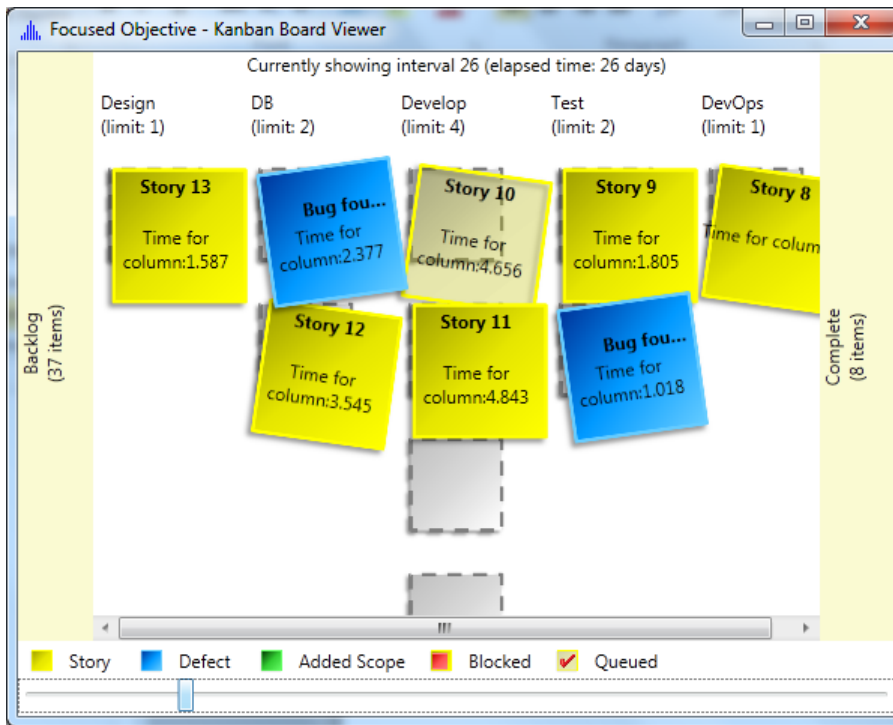 Focused Objective - Kanban Board Viewer
Currently showing interval 26 (elapsed time: 26 days)
Design
(limit: 1)
DB
(limit: 2)
Develop
(limit: 4)
Test
(limit: 2)
DevOps
(limit: 1)
Backlog
(37 items)
Story 13
Time for
column:1.587
Bug fou...
Time for
column:2.377
Story 10
Time for
column:4.656
Story 9
Time for
column:1.805
Story 8
Time for colum
Story 12
Time for
column:3.545
Story 11
Time for
column:4.843
Bug fou...
Time for
column:1.018
Complete
(8 items)
Story
Defect
Added Scope
Blocked
Queued